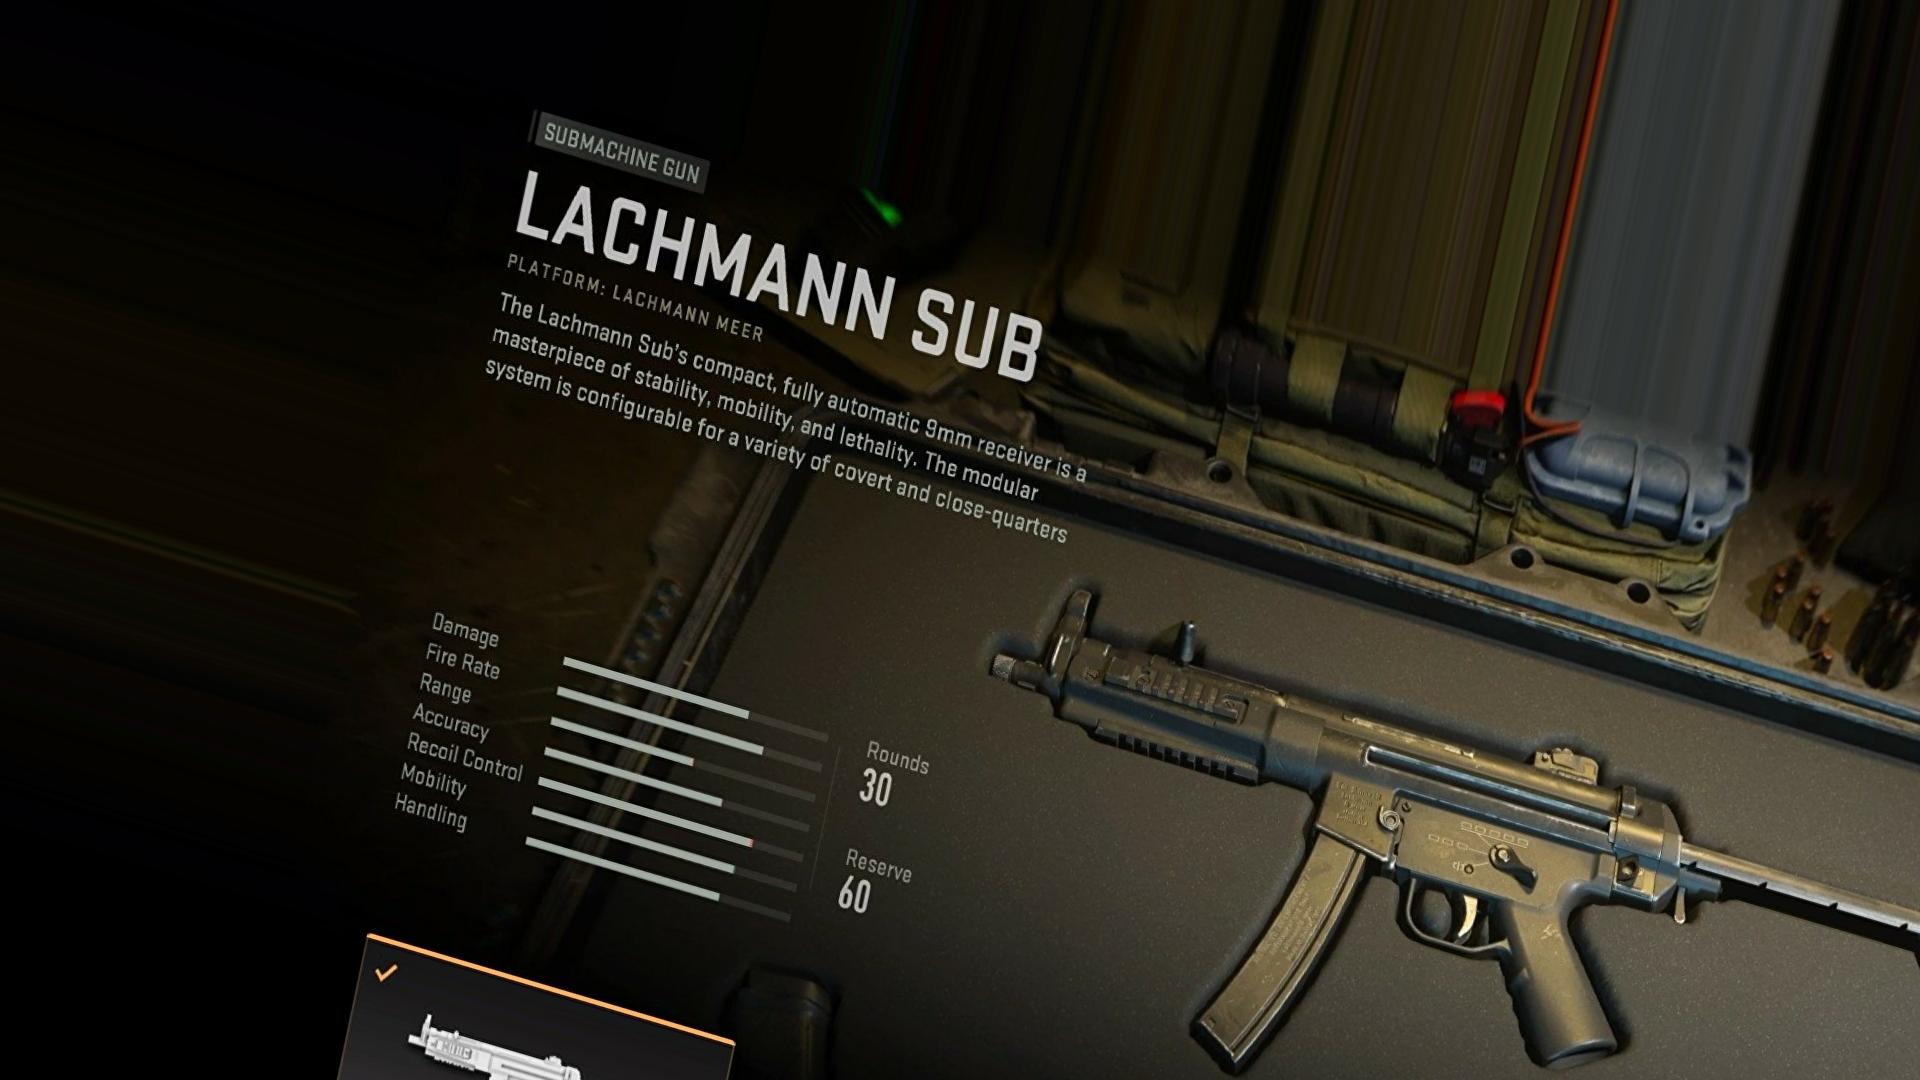 SUBMACHINE GUN
LACHMANN SUB
PLATFORM: LACHMANN MEER
The Lachmann Sub's compact, fully automatic 9mm receiver is a
masterpiece of stability, mobility, and lethality. The modular
system is configurable for a variety of covert and close-quarters
Damage
Fire Rate
Range
Accuracy
Recoil Control
Mobility
Handling
Rounds
30
Reserve
60